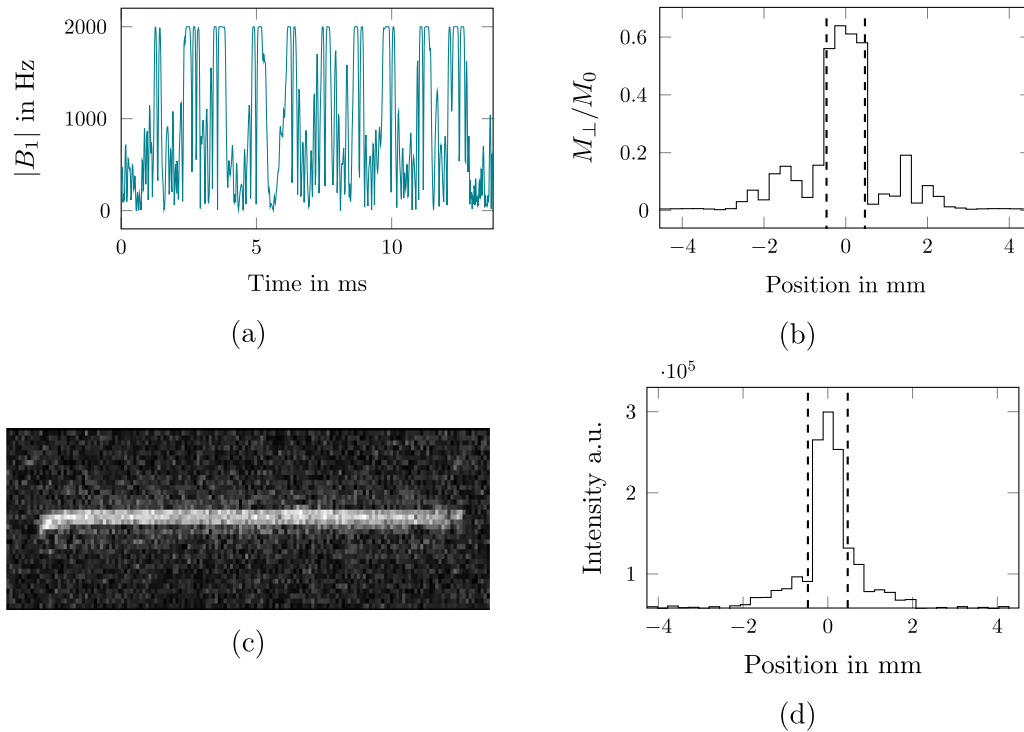 2000
1000
0
|B₁| in Hz
0 5 10
Time in ms
(a)
0.6
0.4
0.2
0
M⊥/M₀
−4 −2 0 2 4
Position in mm
(b)
(c)
·10⁵
3
2
1
Intensity a.u.
−4 −2 0 2 4
Position in mm
(d)